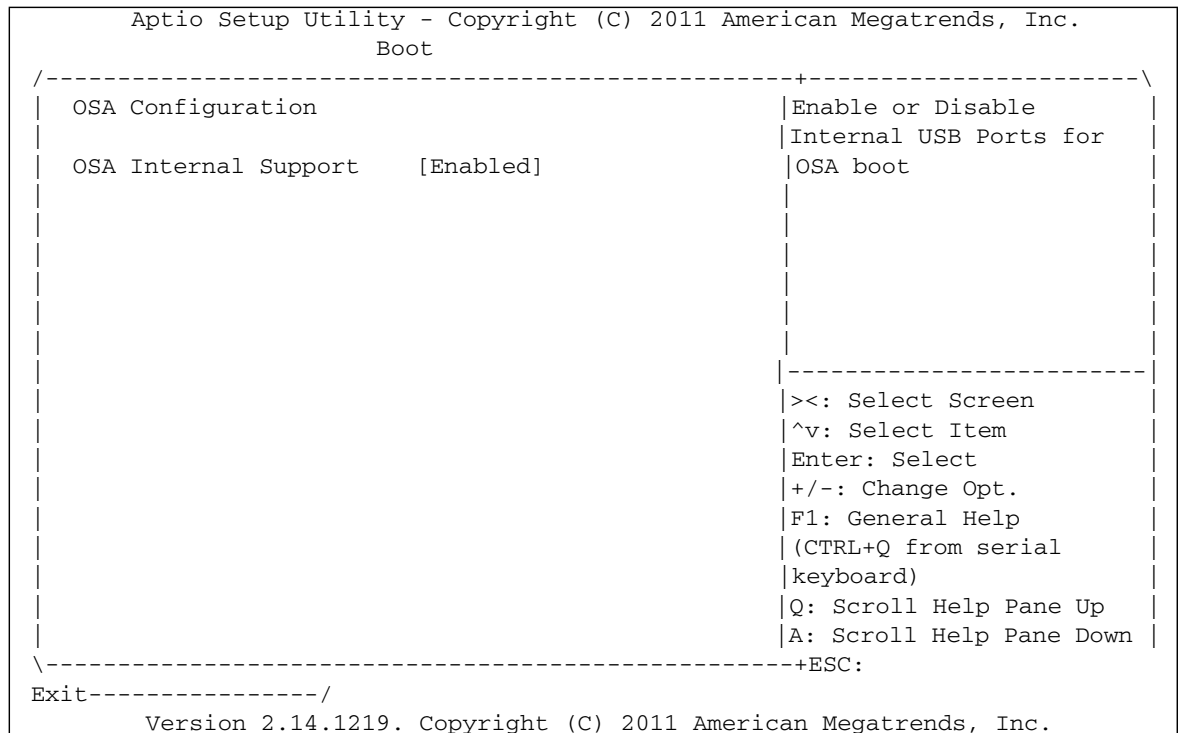 Aptio Setup Utility - Copyright (C) 2011 American Megatrends, Inc.
Boot
/----------------------------------------------------+-----------------------\
| OSA Configuration |Enable or Disable |
| |Internal USB Ports for |
| OSA Internal Support [Enabled] |OSA boot |
| | |
| | |
| | |
| | |
| | |
| | |
| |-------------------------|
| |><: Select Screen |
| |^v: Select Item |
| |Enter: Select |
| |+/-: Change Opt. |
| |F1: General Help |
| |(CTRL+Q from serial |
| |keyboard) |
| |Q: Scroll Help Pane Up |
| |A: Scroll Help Pane Down |
\----------------------------------------------------+ESC:
Exit----------------/
Version 2.14.1219. Copyright (C) 2011 American Megatrends, Inc.